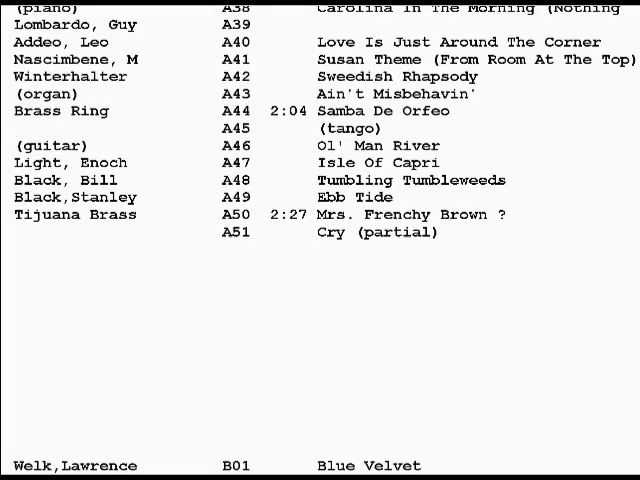 (piano) A38 Carolina In The Morning (Nothing
Lombardo, Guy A39
Addeo, Leo A40 Love Is Just Around The Corner
Nascimbene, M A41 Susan Theme (From Room At The Top)
Winterhalter A42 Sweedish Rhapsody
(organ) A43 Ain't Misbehavin'
Brass Ring A44 2:04 Samba De Orfeo
A45 (tango)
(guitar) A46 Ol' Man River
Light, Enoch A47 Isle Of Capri
Black, Bill A48 Tumbling Tumbleweeds
Black,Stanley A49 Ebb Tide
Tijuana Brass A50 2:27 Mrs. Frenchy Brown ?
A51 Cry (partial)
Welk,Lawrence B01 Blue Velvet